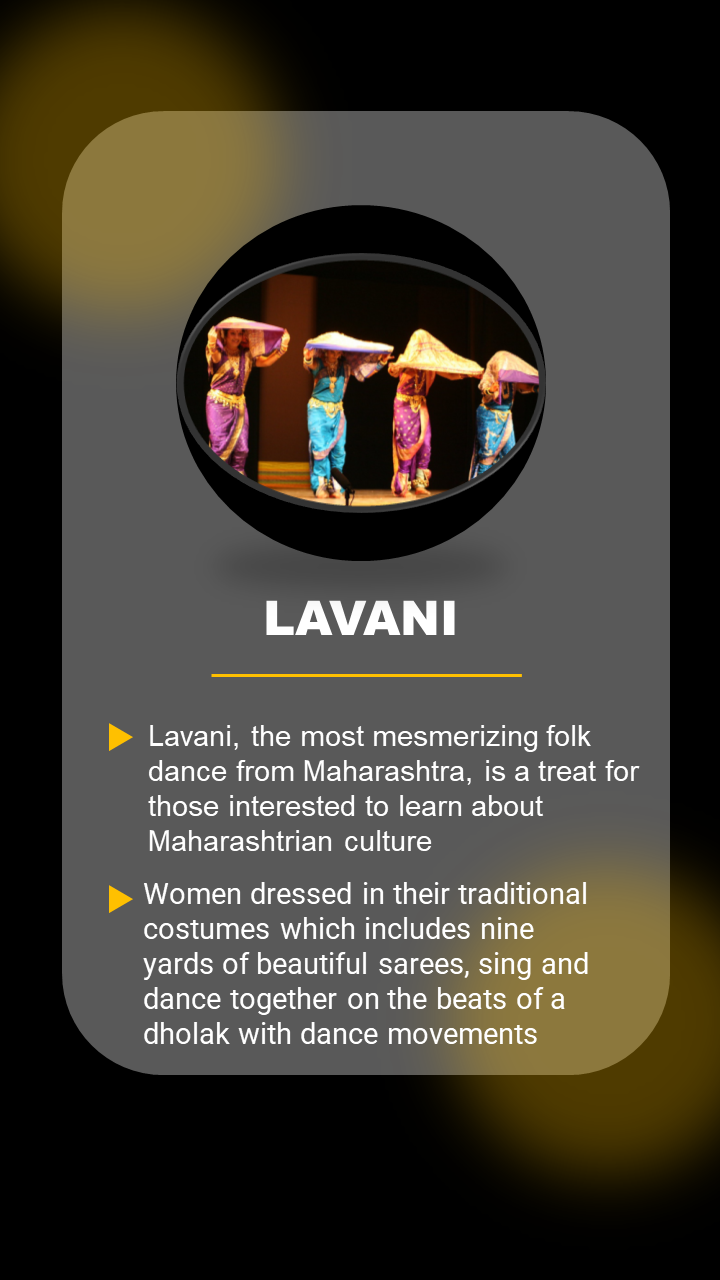 LAVANI
Lavani, the most mesmerizing folk
dance from Maharashtra, is a treat for
those interested to learn about
Maharashtrian culture
Women dressed in their traditional
costumes which includes nine
yards of beautiful sarees, sing and
dance together on the beats of a
dholak with dance movements